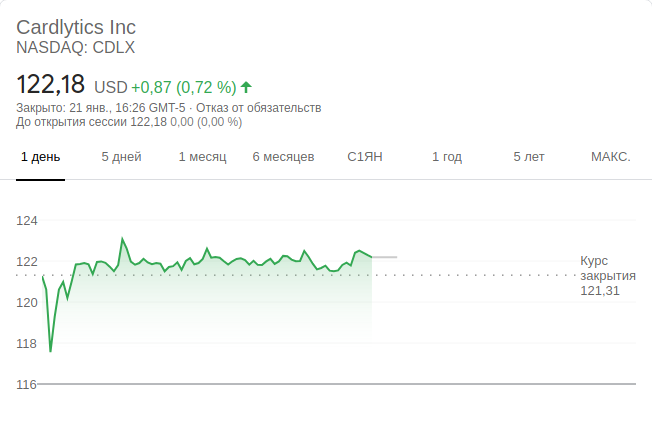 Cardlytics Inc
NASDAQ: CDLX
122,18 USD +0,87 (0,72 %)
Закрыто: 21 янв., 16:26 GMT-5 · Отказ от обязательств
До открытия сессии 122,18 0,00 (0,00 %)
1 день 5 дней 1 месяц 6 месяцев С1ЯН 1 год 5 лет МАКС.
124
122
120
118
116
Курс
закрытия
121,31